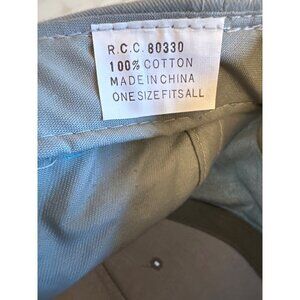 R.C.C. 80330
100% COTTON
MADE IN CHINA
ONE SIZE FITS ALL